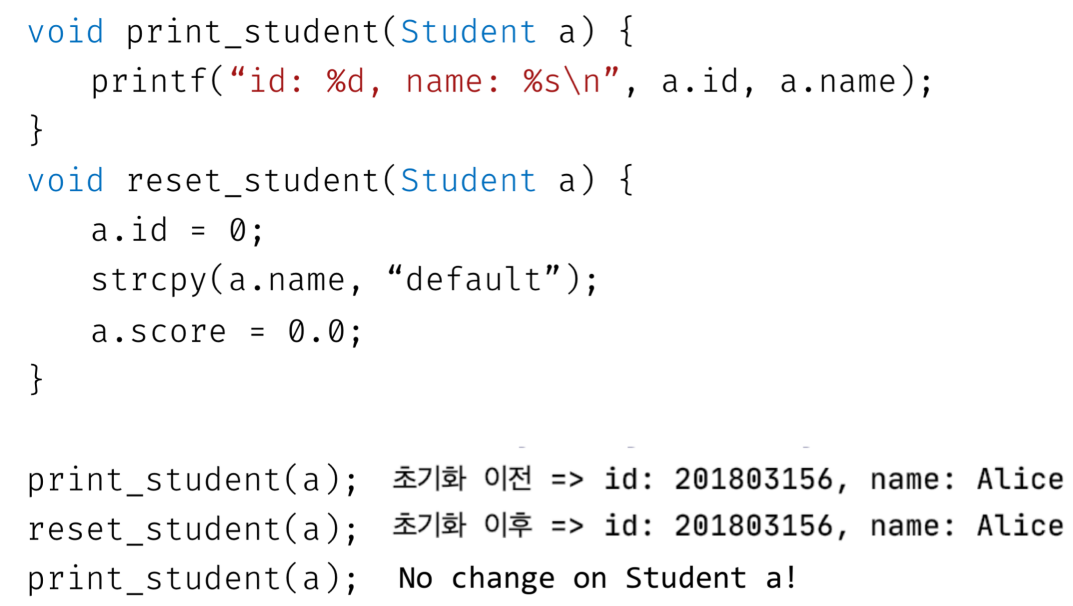 void print_student(Student a) {
printf(“id: %d, name: %s\n”, a.id, a.name);
}
void reset_student(Student a) {
a.id = 0;
strcpy(a.name, “default”);
a.score = 0.0;
}
print_student(a); 초기화 이전 => id: 201803156, name: Alice
reset_student(a); 초기화 이후 => id: 201803156, name: Alice
print_student(a); No change on Student a!